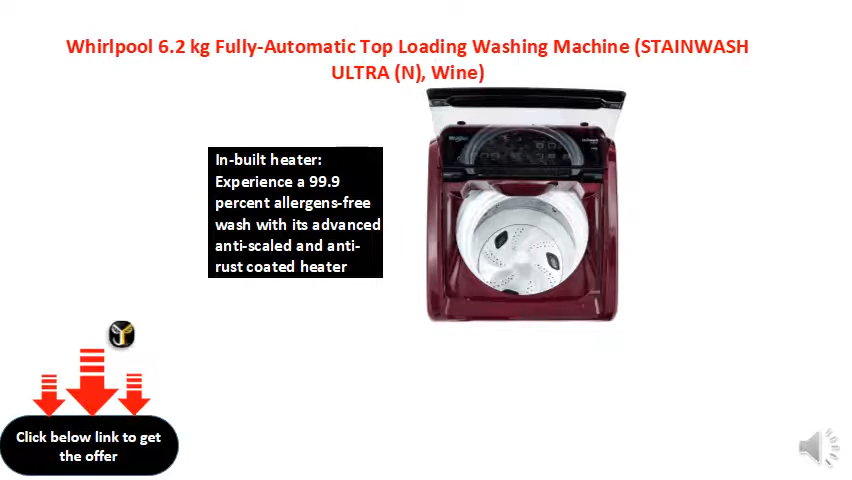 Whirlpool 6.2 kg Fully-Automatic Top Loading Washing Machine (STAINWASH
ULTRA (N), Wine)
In-built heater:
Experience a 99.9
percent allergens-free
wash with its advanced
anti-scaled and anti-
rust coated heater
Click below link to get
the offer